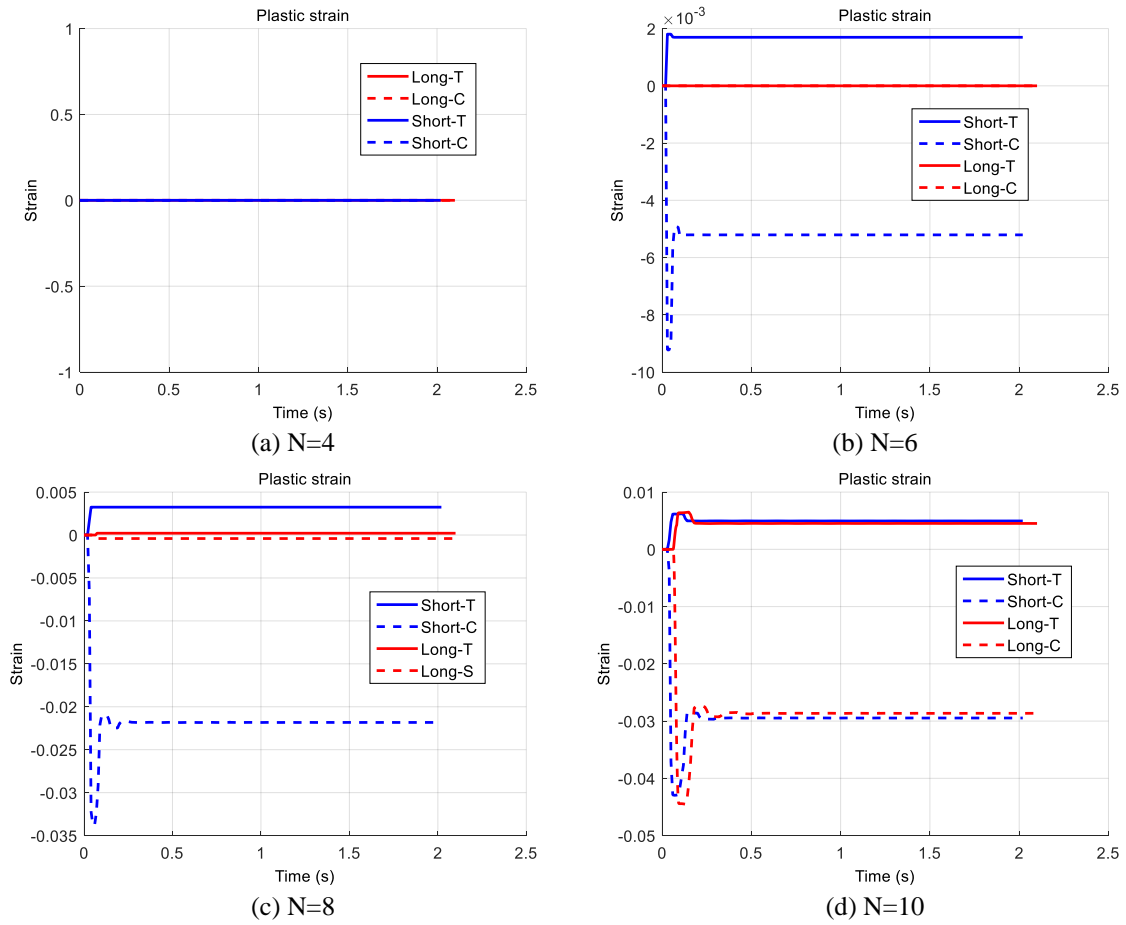 Plastic strain
1
0.5
0
-0.5
-1
Strain
Long-T
Long-C
Short-T
Short-C
0 0.5 1 1.5 2 2.5
Time (s)
(a) N=4
Plastic strain
×10⁻³
2
0
-2
-4
-6
-8
-10
Strain
Short-T
Short-C
Long-T
Long-C
0 0.5 1 1.5 2 2.5
Time (s)
(b) N=6
Plastic strain
0.005
0
-0.005
-0.01
-0.015
-0.02
-0.025
-0.03
-0.035
Strain
Short-T
Short-C
Long-T
Long-S
0 0.5 1 1.5 2 2.5
Time (s)
(c) N=8
Plastic strain
0.01
0
-0.01
-0.02
-0.03
-0.04
-0.05
Strain
Short-T
Short-C
Long-T
Long-C
0 0.5 1 1.5 2 2.5
Time (s)
(d) N=10